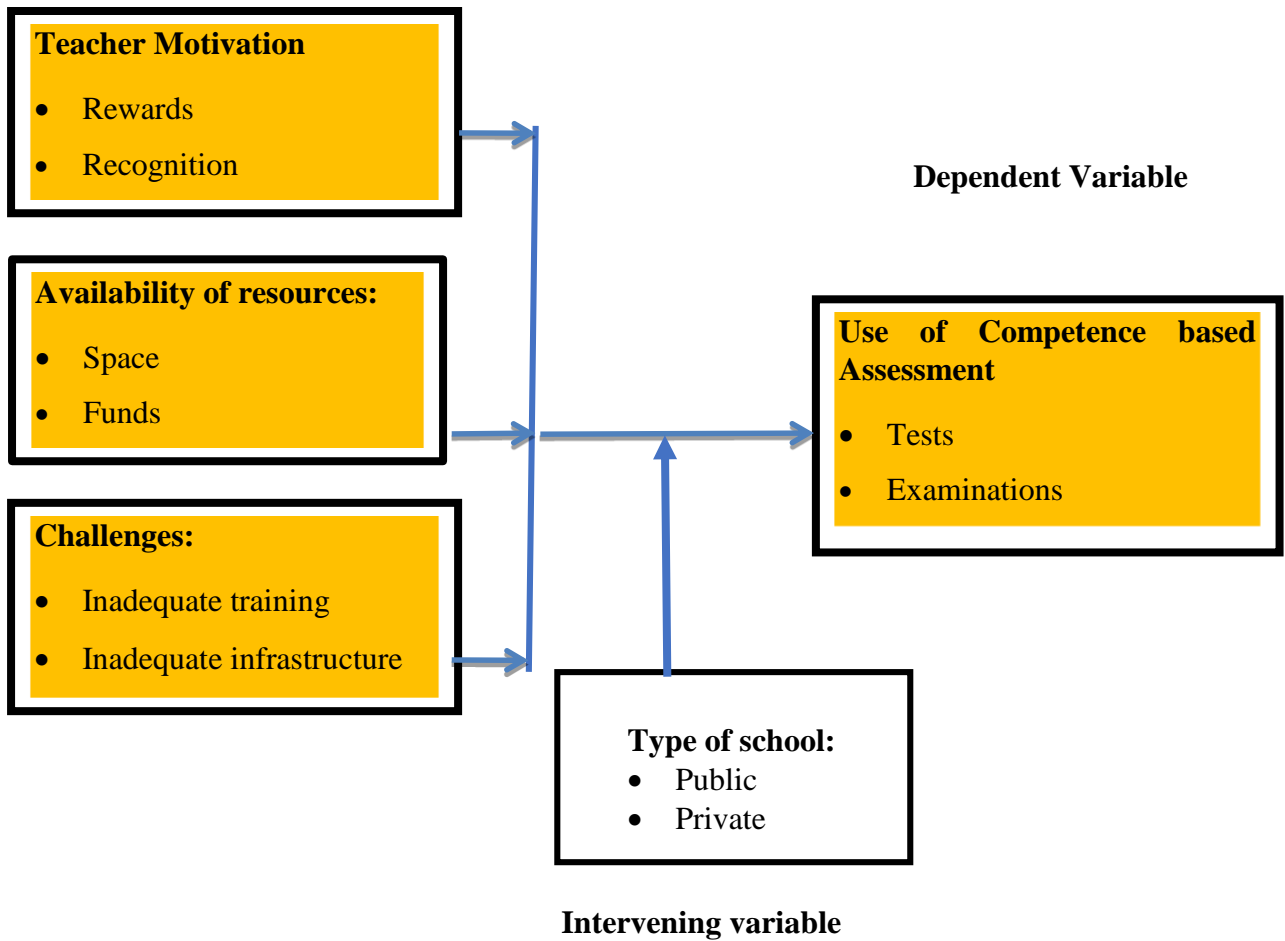 Teacher Motivation
• Rewards
• Recognition
Dependent Variable
Availability of resources:
• Space
• Funds
Use of Competence based
Assessment
• Tests
• Examinations
Challenges:
• Inadequate training
• Inadequate infrastructure
Type of school:
• Public
• Private
Intervening variable